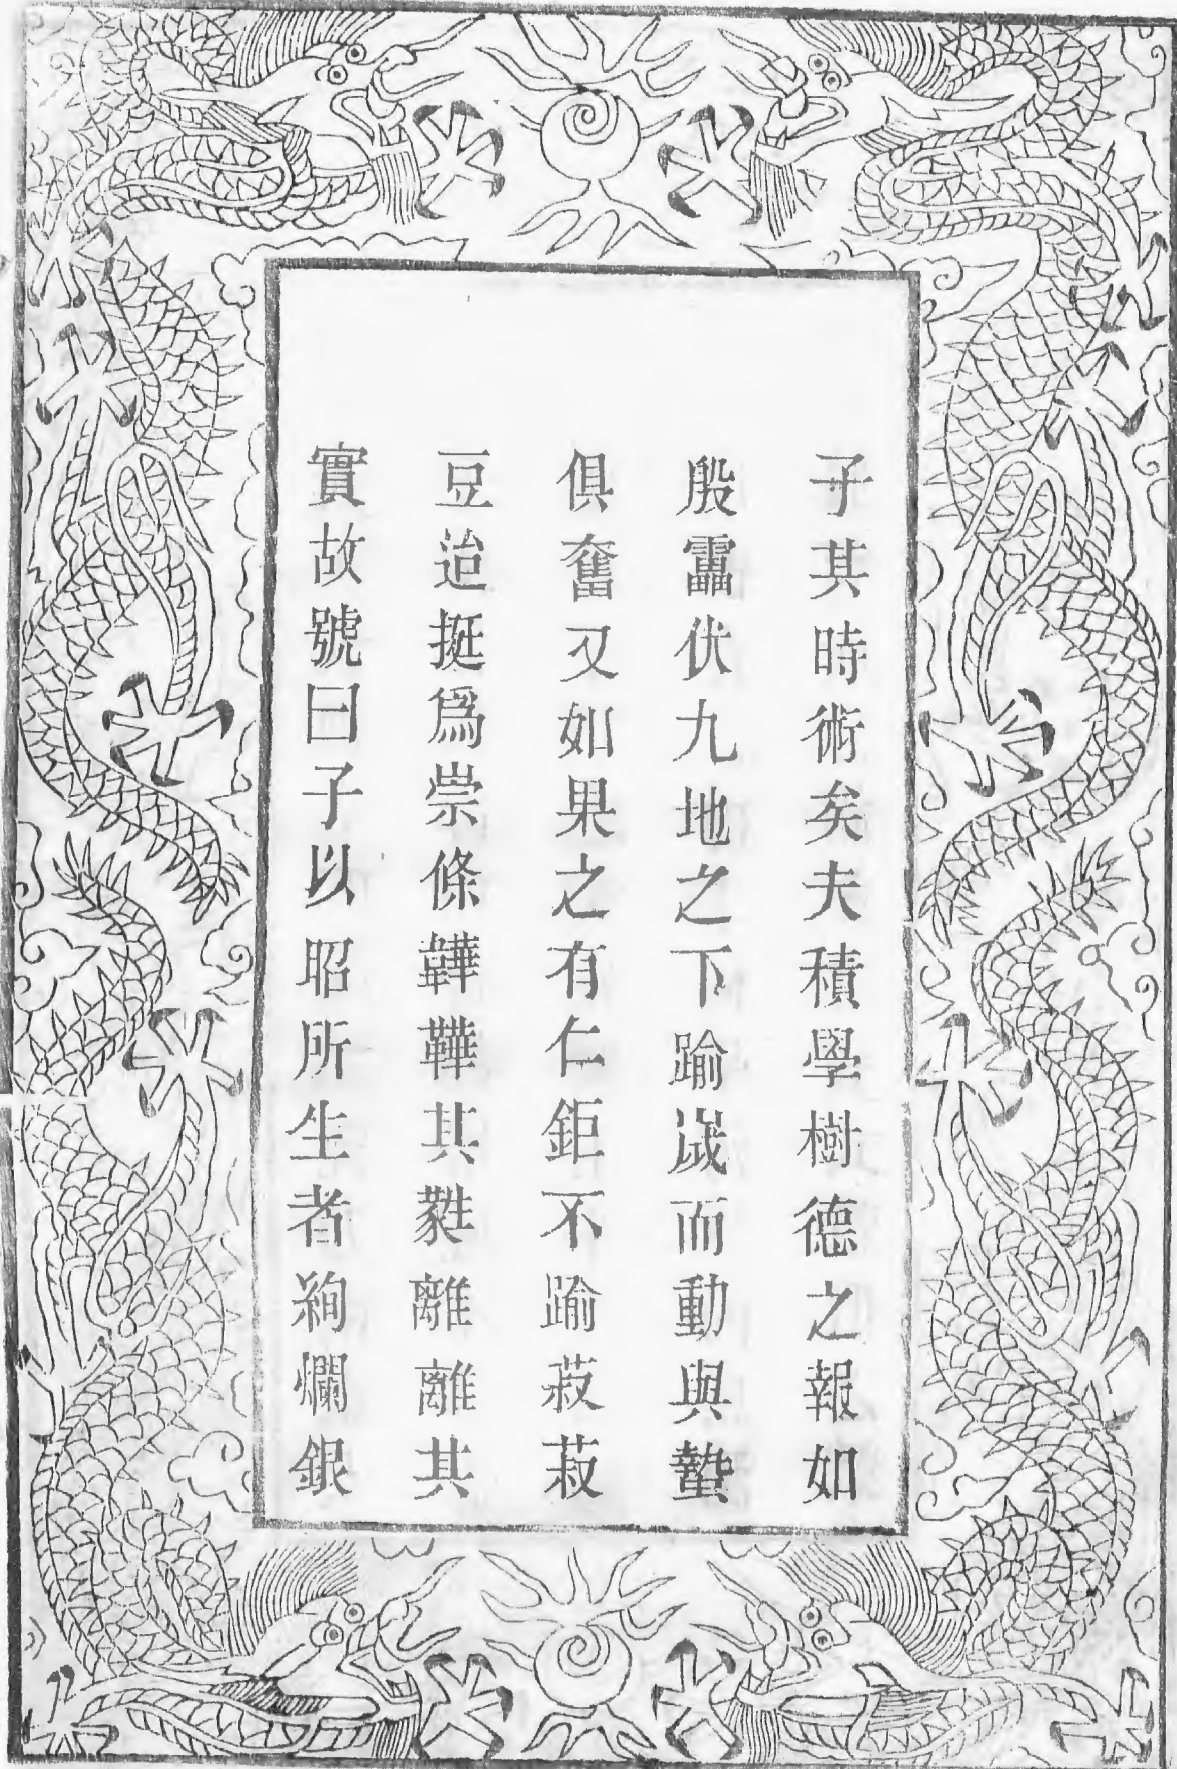 子其時術矣夫積學樹德之報如
殷靁伏九地之下踰嵗而動與蟄
俱奮又如果之有仁鉅不踰菽菽
豆迨挺爲崇條韡韡其蕤離離其
實故號曰子以昭所生者絢爛銀